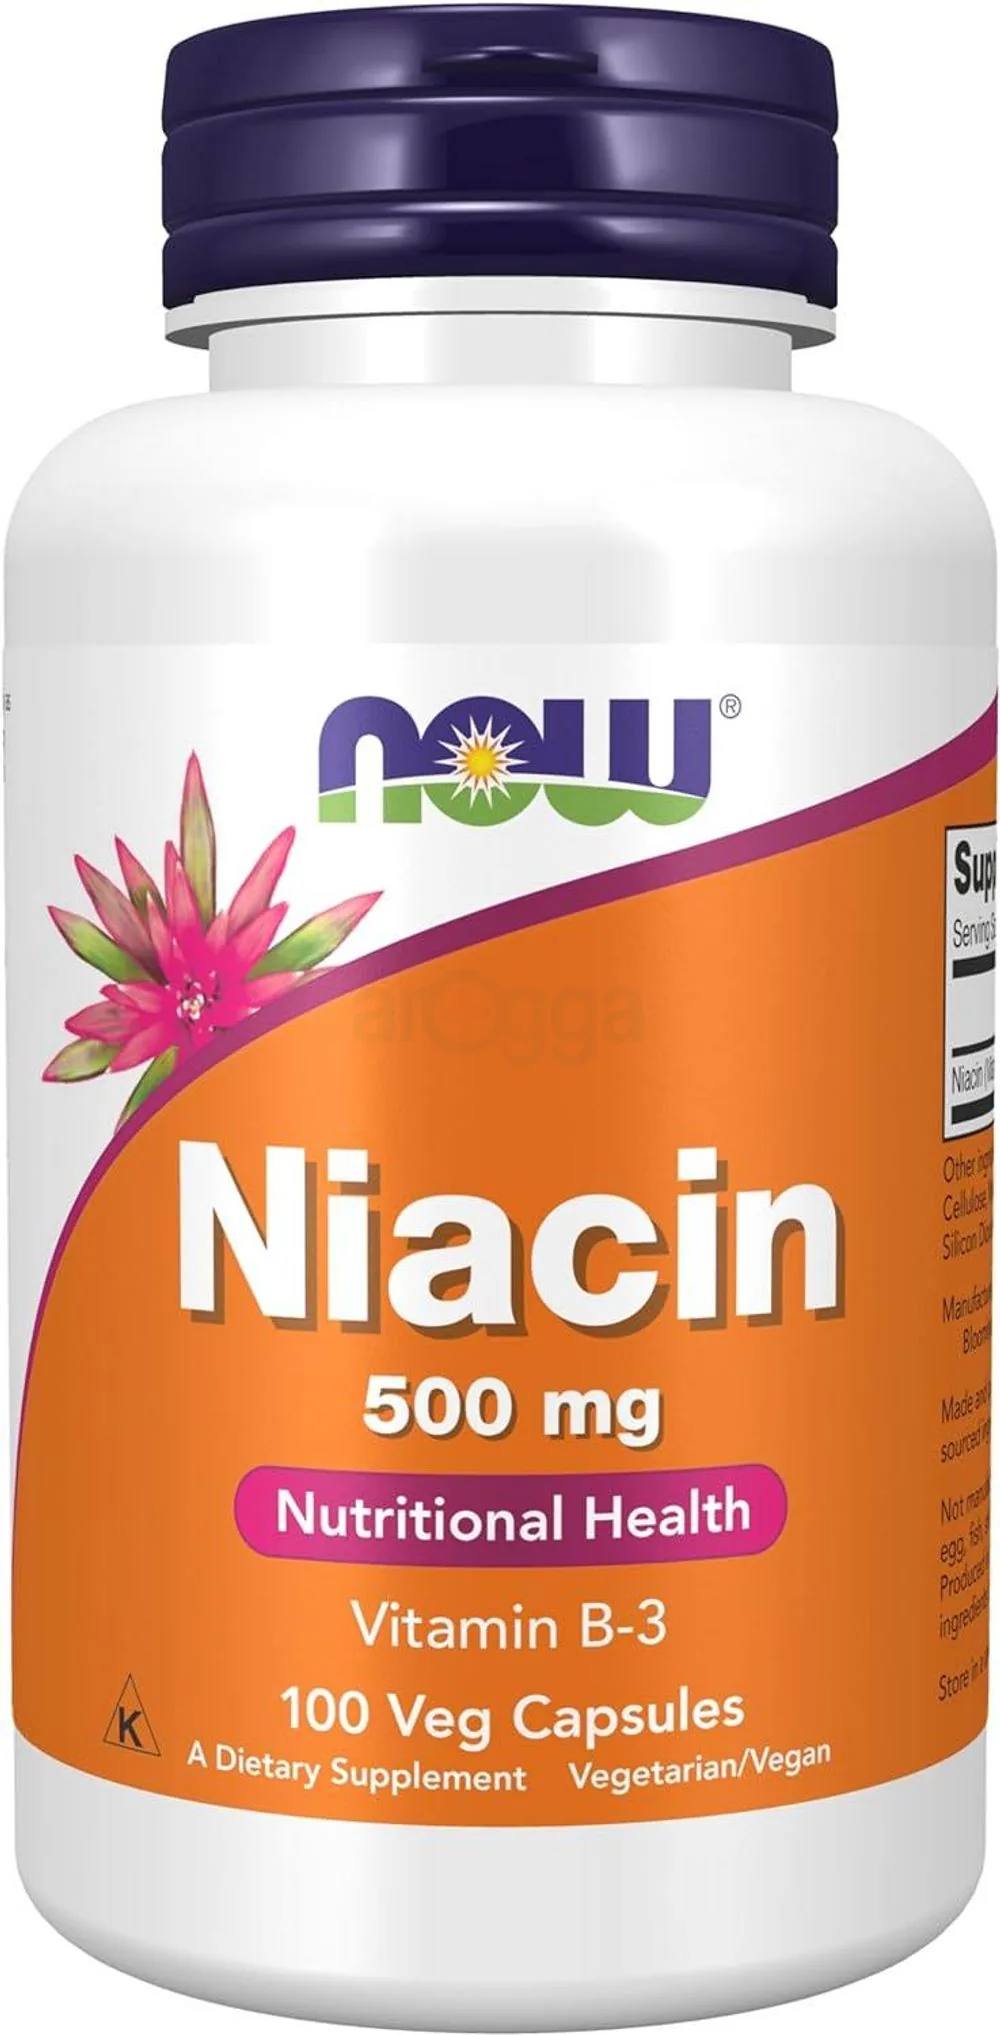 now®
arogga
Niacin
500 mg
Nutritional Health
Vitamin B-3
100 Veg Capsules
A Dietary Supplement Vegetarian/Vegan
K
Serving
Niacin
Other
Cellulose,
Silicon
Made and
sourced
Not
egg, fish,
Produced
Store in a